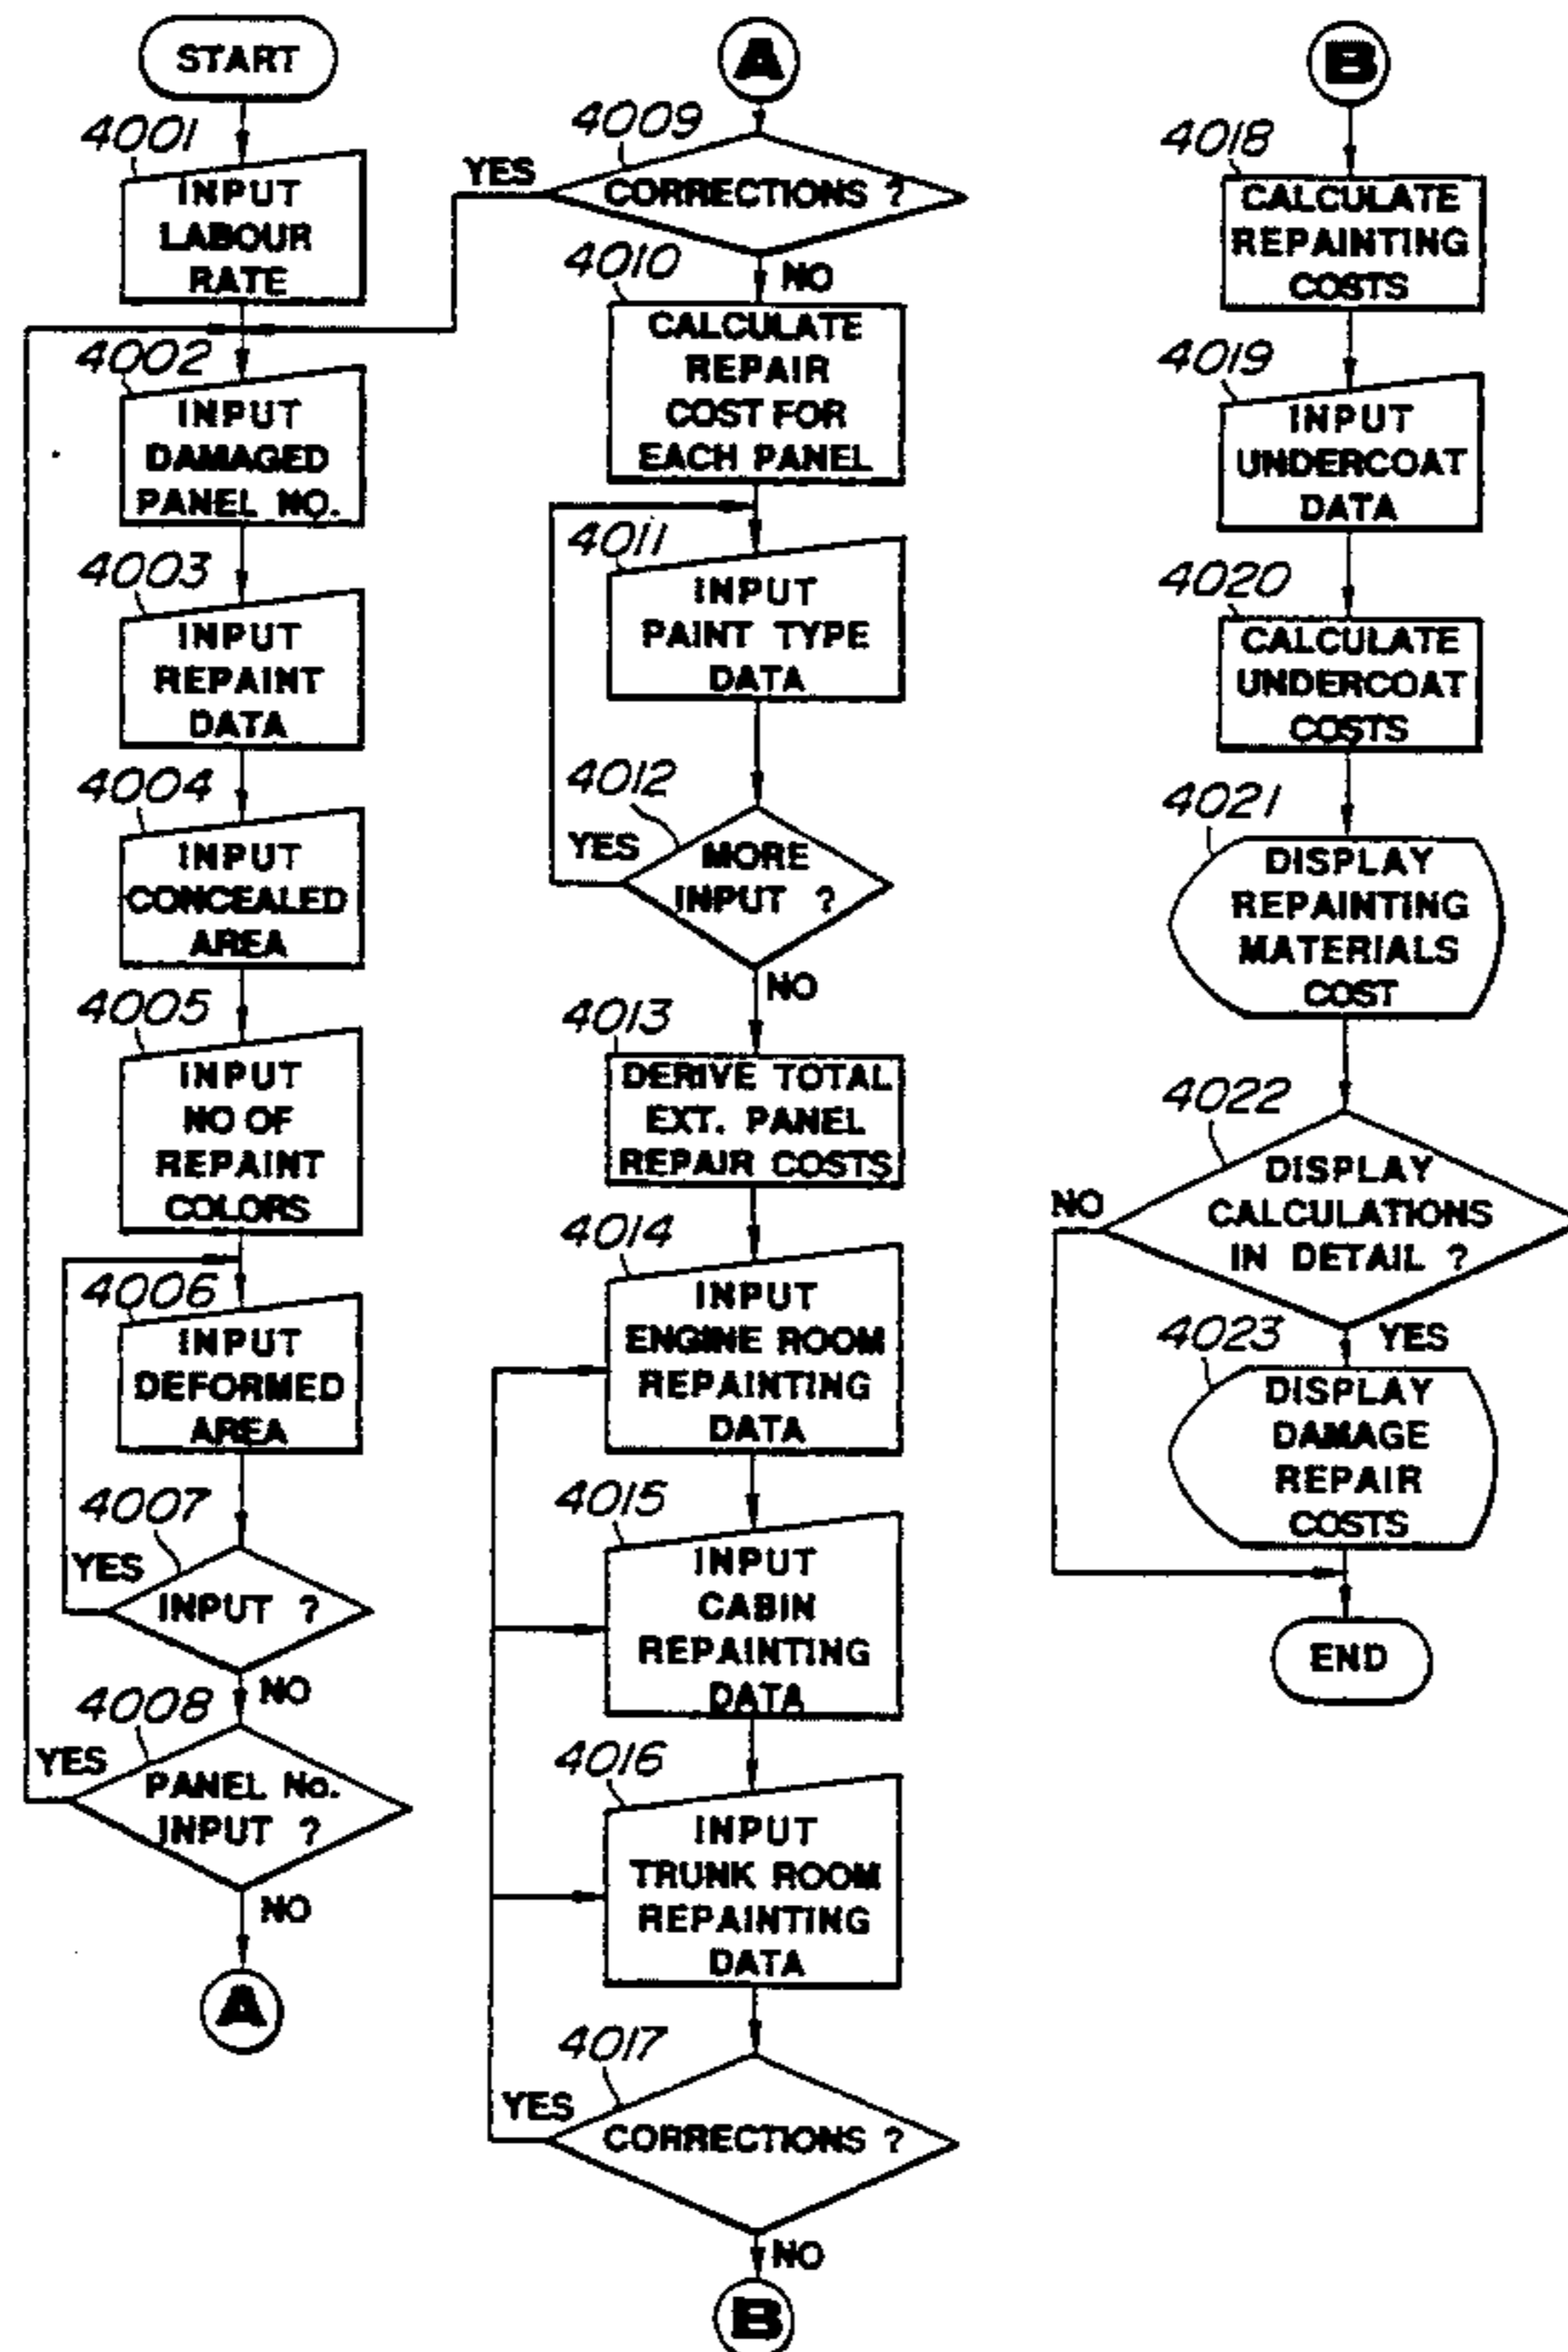 START
4001
INPUT
LABOUR
RATE
4002
INPUT
DAMAGED
PANEL NO.
4003
INPUT
REPAINT
DATA
4004
INPUT
CONCEALED
AREA
4005
INPUT
NO OF
REPAINT
COLORS
4006
INPUT
DEFORMED
AREA
4007
YES
INPUT ?
NO
4008
YES
PANEL No.
INPUT ?
NO
A
A
4009
YES
CORRECTIONS ?
NO
4010
CALCULATE
REPAIR
COST FOR
EACH PANEL
4011
INPUT
PAINT TYPE
DATA
4012
YES
MORE
INPUT ?
NO
4013
DERIVE TOTAL
EXT. PANEL
REPAIR COSTS
4014
INPUT
ENGINE ROOM
REPAINTING
DATA
4015
INPUT
CABIN
REPAINTING
DATA
4016
INPUT
TRUNK ROOM
REPAINTING
DATA
4017
YES
CORRECTIONS ?
NO
B
B
4018
CALCULATE
REPAINTING
COSTS
4019
INPUT
UNDERCOAT
DATA
4020
CALCULATE
UNDERCOAT
COSTS
4021
DISPLAY
REPAINTING
MATERIALS
COST
4022
NO
DISPLAY
CALCULATIONS
IN DETAIL ?
YES
4023
DISPLAY
DAMAGE
REPAIR
COSTS
END